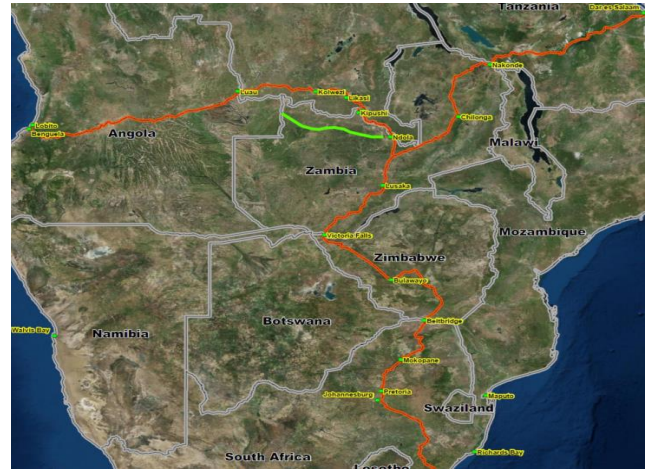 Tanzania
Dar es Salaam
Nakonde
Luau
Kolwezi
Likasi
Kipushi
Chilonga
Lobito
Benguela
Angola
Ndola
Malawi
Zambia
Lusaka
Victoria Falls
Mozambique
Zimbabwe
Bulawayo
Botswana
Beitbridge
Walvis Bay
Namibia
Mokopane
Pretoria
Johannesburg
Swaziland
Maputo
South Africa
Richards Bay
Lesotho